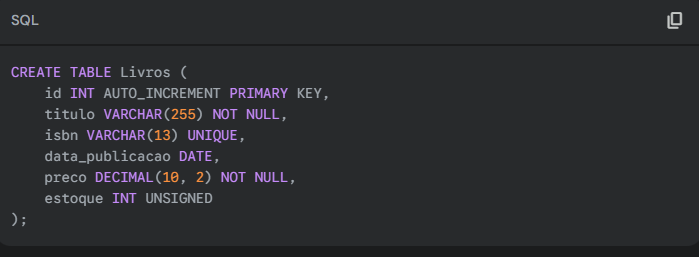 SQL
CREATE TABLE Livros (
    id INT AUTO_INCREMENT PRIMARY KEY,
    titulo VARCHAR(255) NOT NULL,
    isbn VARCHAR(13) UNIQUE,
    data_publicacao DATE,
    preco DECIMAL(10, 2) NOT NULL,
    estoque INT UNSIGNED
);